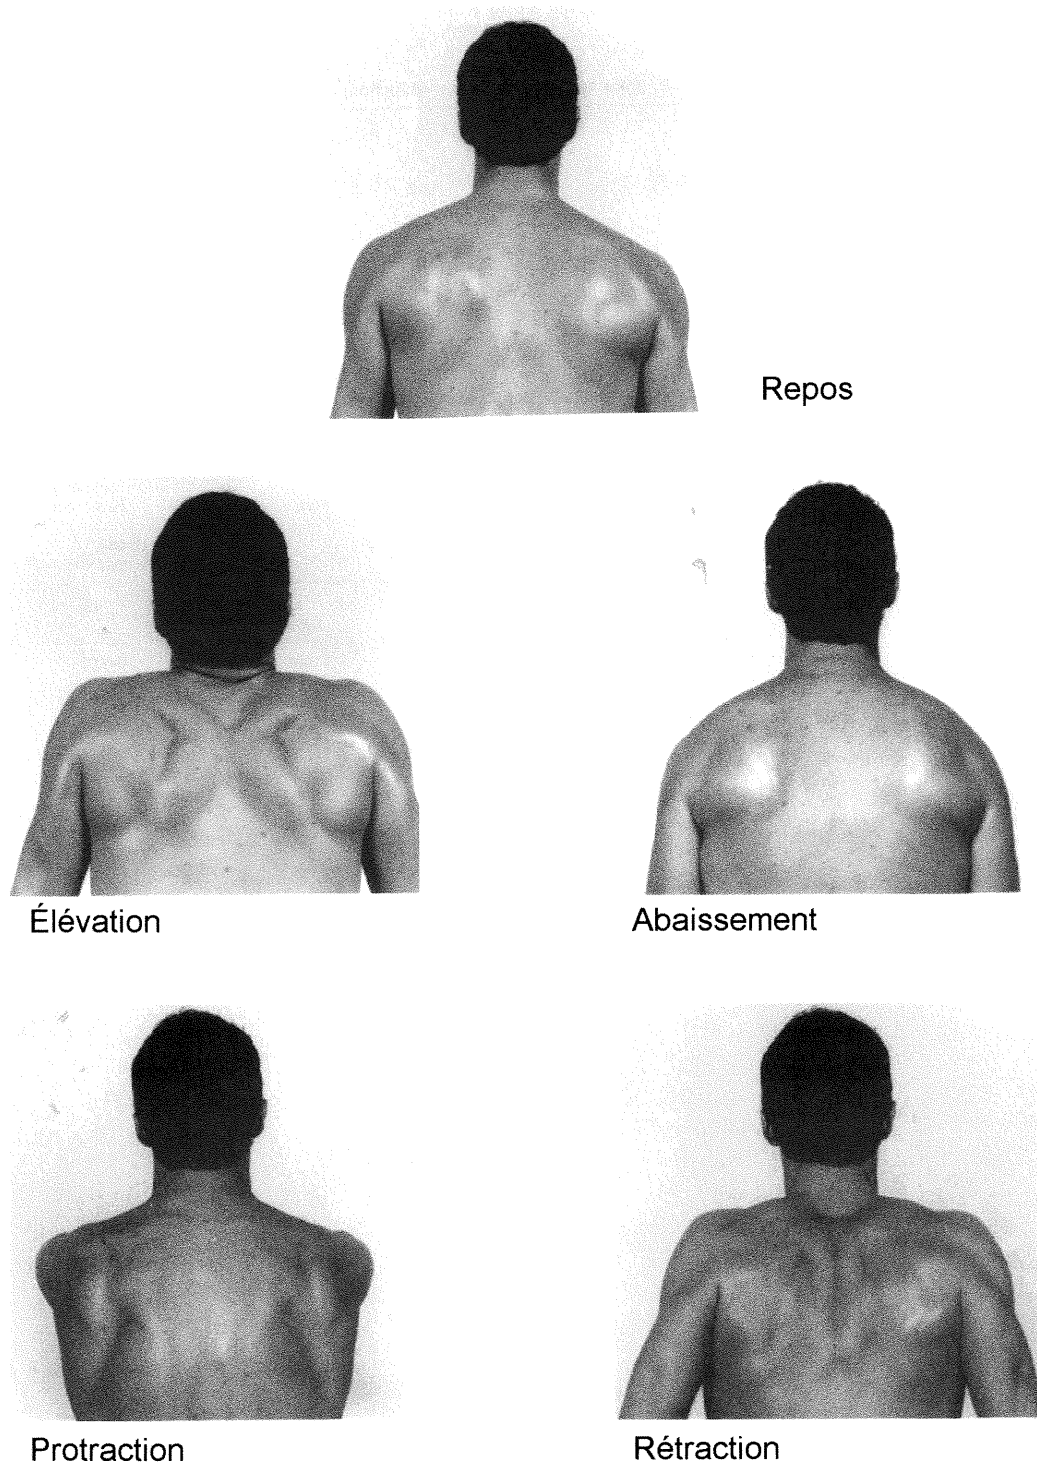 Repos
Élévation
Abaissement
Protraction
Rétraction